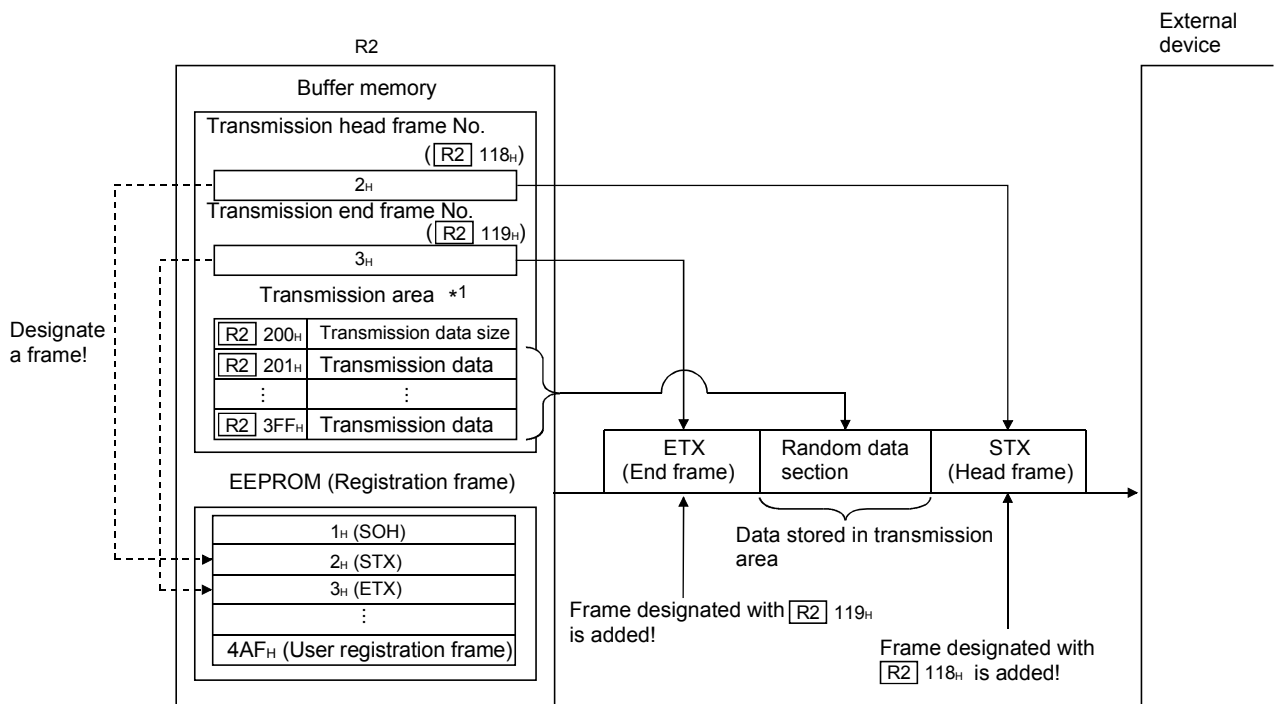 External
device
R2
Buffer memory
Transmission head frame No.
( R2 118H)
2H
Transmission end frame No.
( R2 119H)
3H
Transmission area *1
Designate
a frame!
R2 200H Transmission data size
R2 201H Transmission data
⋮ ⋮
R2 3FFH Transmission data
ETX
(End frame)
Random data
section
STX
(Head frame)
EEPROM (Registration frame)
1H (SOH)
2H (STX)
3H (ETX)
⋮
4AFH (User registration frame)
Data stored in transmission
area
Frame designated with R2 119H
is added!
Frame designated with
R2 118H is added!